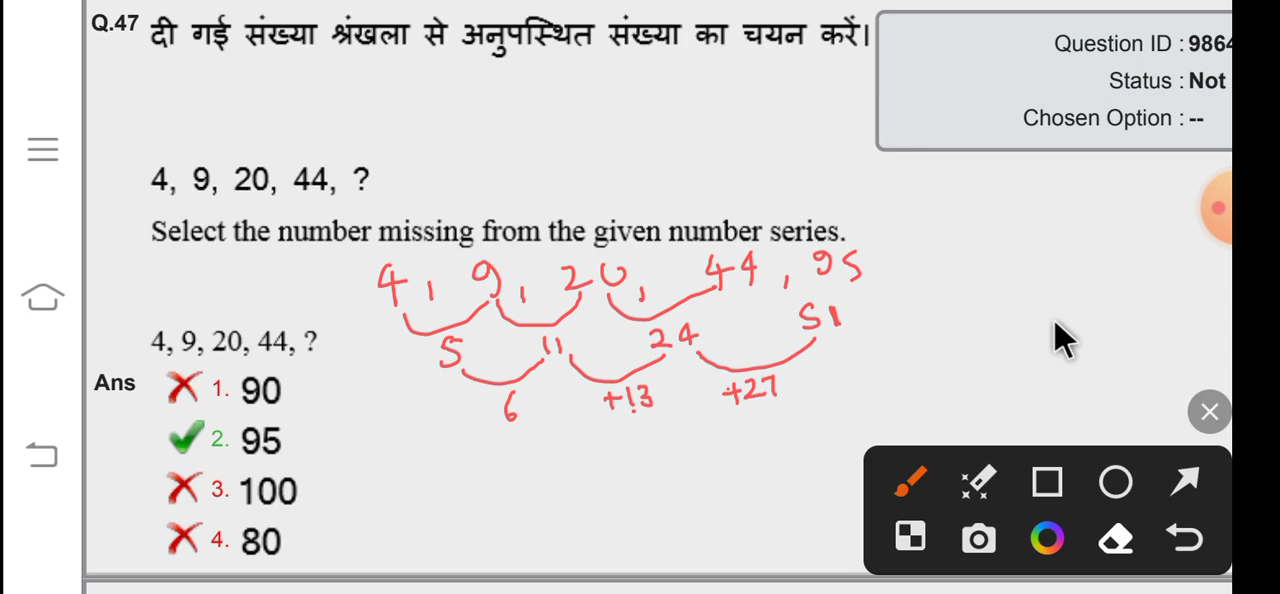 Q.47 दी गई संख्या श्रंखला से अनुपस्थित संख्या का चयन करें।
Question ID : 9864
Status : Not
Chosen Option : --
4, 9, 20, 44, ?
Select the number missing from the given number series.
4, 9, 20, 44, 95
5 11 24 51
6 +13 +27
4, 9, 20, 44, ?
Ans 1. 90
2. 95
3. 100
4. 80